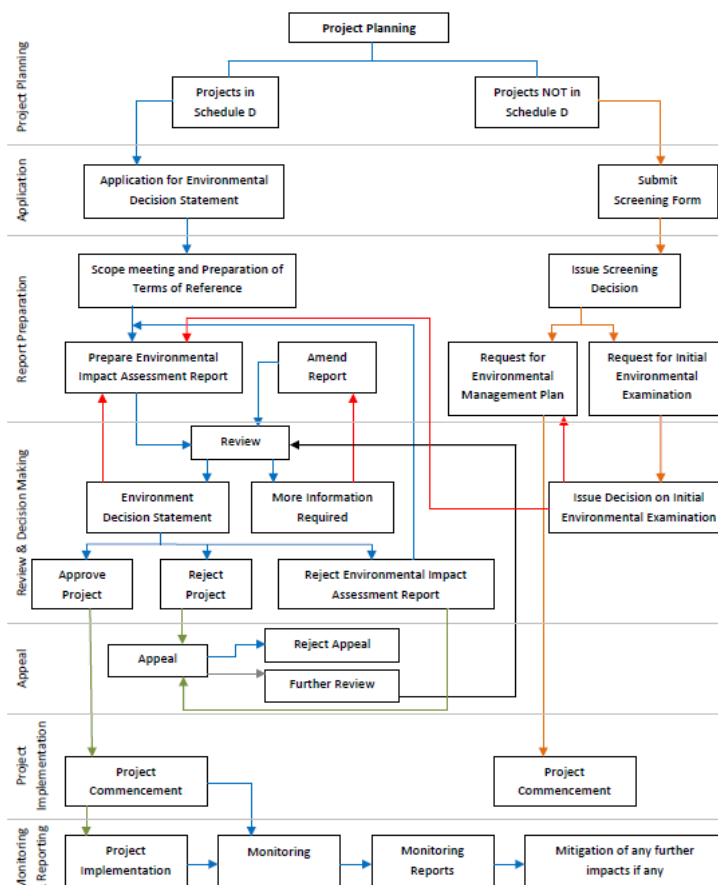 Project Planning
Project Planning
Projects in
Schedule D
Projects NOT in
Schedule D
Application
Application for Environmental
Decision Statement
Submit
Screening Form
Report Preparation
Scope meeting and Preparation of
Terms of Reference
Issue Screening
Decision
Prepare Environmental
Impact Assessment Report
Amend
Report
Request for
Environmental
Management Plan
Request for Initial
Environmental
Examination
Review & Decision Making
Review
Environment
Decision Statement
More Information
Required
Issue Decision on Initial
Environmental Examination
Approve
Project
Reject
Project
Reject Environmental Impact
Assessment Report
Appeal
Appeal
Reject Appeal
Further Review
Project
Implementation
Project
Commencement
Project
Commencement
Monitoring
Reporting
Project
Implementation
Monitoring
Monitoring
Reports
Mitigation of any further
impacts if any